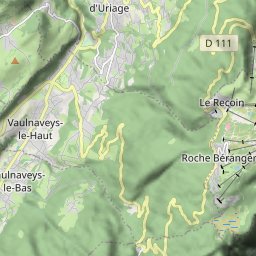 d'Uriage
D 111
Le Recoin
Vaulnaveys-
le-Haut
Roche Béranger
aulnaveys-
le-Bas